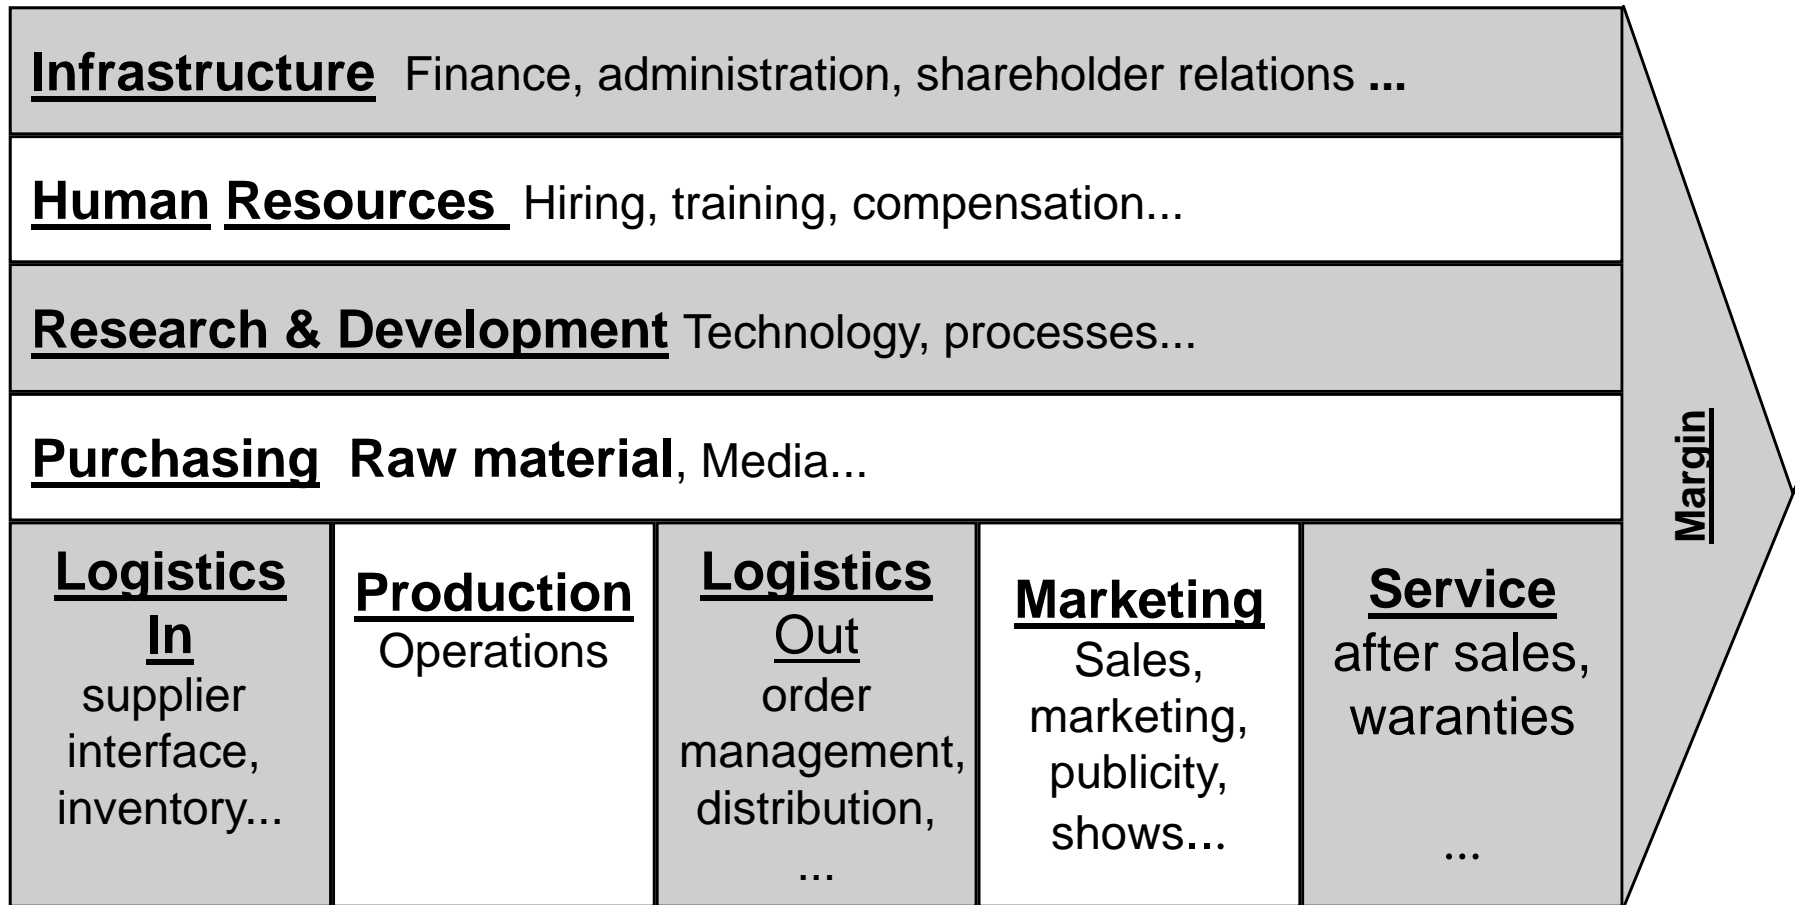 Infrastructure Finance, administration, shareholder relations ...
Human Resources Hiring, training, compensation...
Research & Development Technology, processes...
Purchasing Raw material, Media...
Logistics
In
supplier
interface,
inventory...
Production
Operations
Logistics
Out
order
management,
distribution,
...
Marketing
Sales,
marketing,
publicity,
shows...
Service
after sales,
waranties
...
Margin